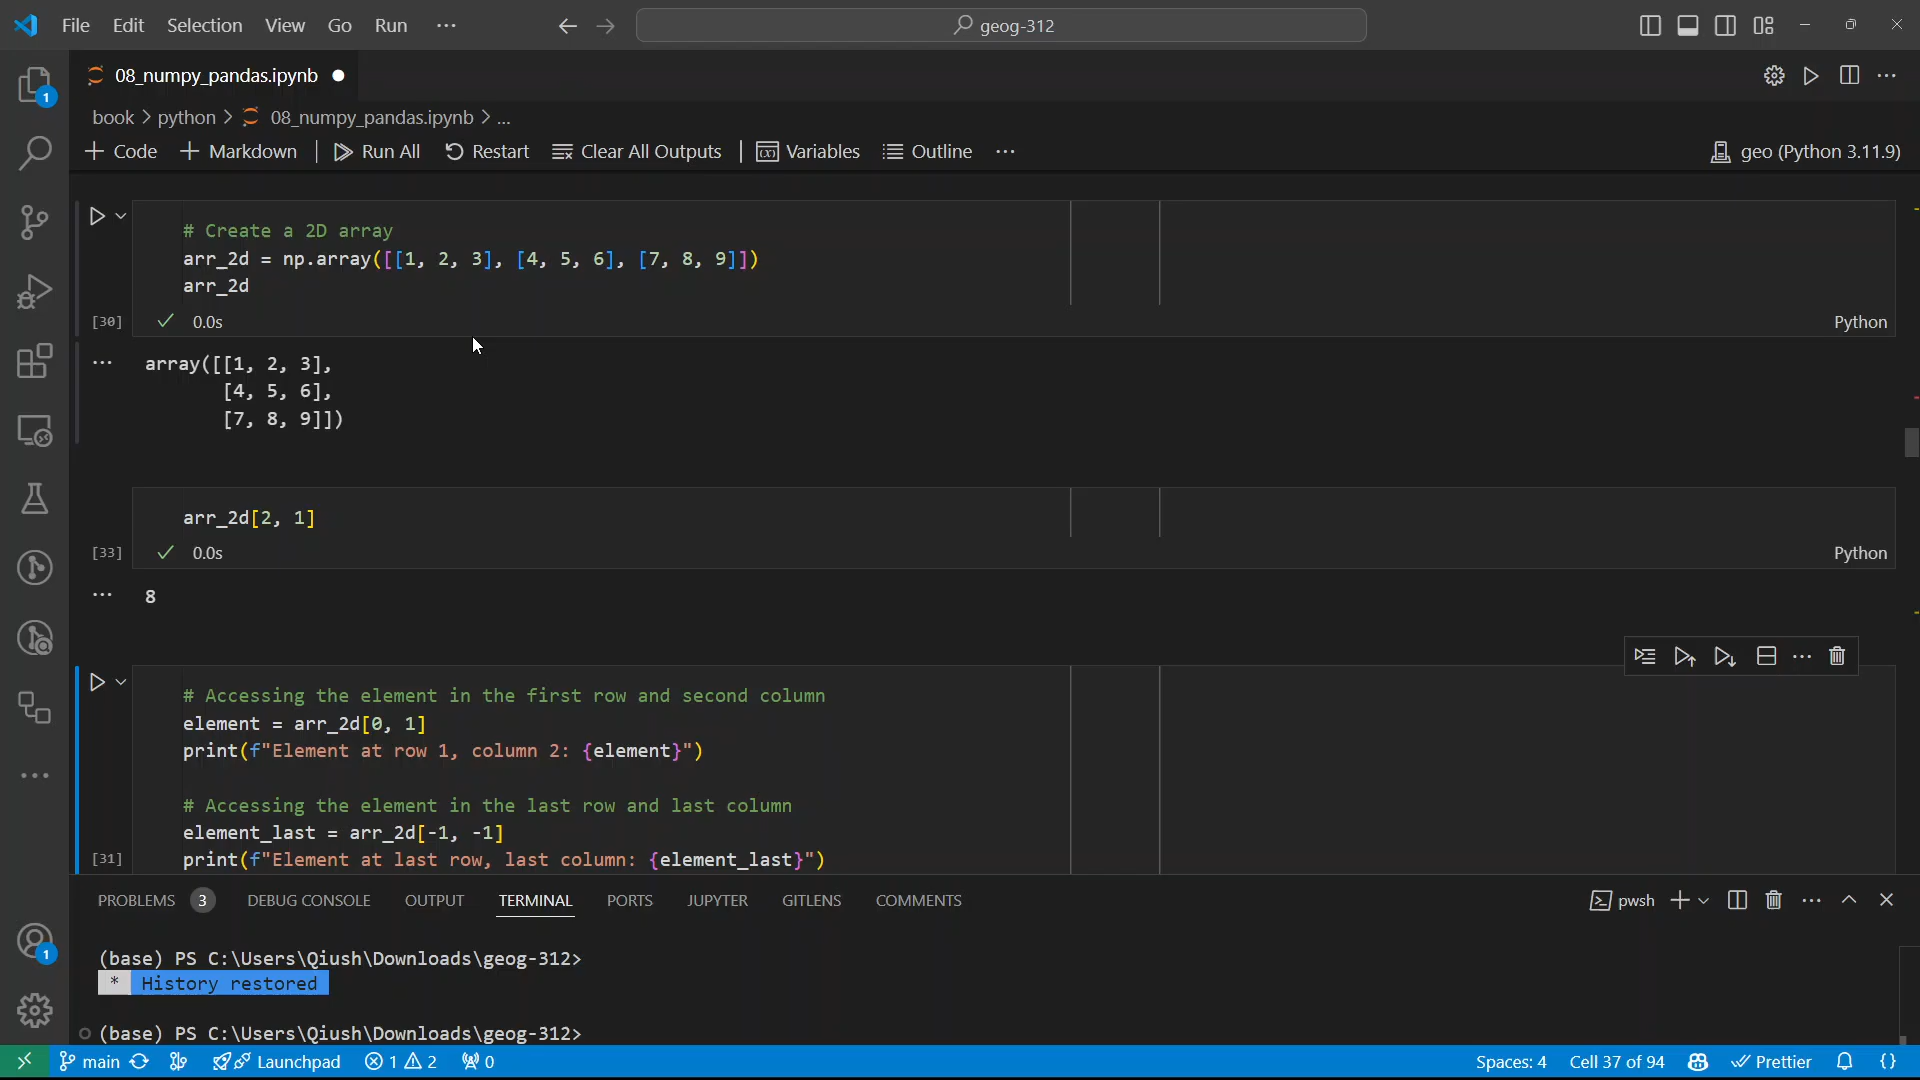 File Edit Selection View Go Run ···
geog-312
08_numpy_pandas.ipynb
book > python > 08_numpy_pandas.ipynb > ...
Code Markdown Run All Restart Clear All Outputs Variables Outline ··· geo (Python 3.11.9)
# Create a 2D array
arr_2d = np.array([[1, 2, 3], [4, 5, 6], [7, 8, 9]])
arr_2d
[30] 0.0s Python
array([[1, 2, 3],
[4, 5, 6],
[7, 8, 9]])
arr_2d[2, 1]
[33] 0.0s Python
8
# Accessing the element in the first row and second column
element = arr_2d[0, 1]
print(f"Element at row 1, column 2: {element}")
# Accessing the element in the last row and last column
element_last = arr_2d[-1, -1]
[31] print(f"Element at last row, last column: {element_last}")
PROBLEMS 3 DEBUG CONSOLE OUTPUT TERMINAL PORTS JUPYTER GITLENS COMMENTS pwsh
(base) PS C:\Users\Qiush\Downloads\geog-312>
* History restored
(base) PS C:\Users\Qiush\Downloads\geog-312>
main Launchpad 1 2 0 Spaces: 4 Cell 37 of 94 Prettier {}
1
1